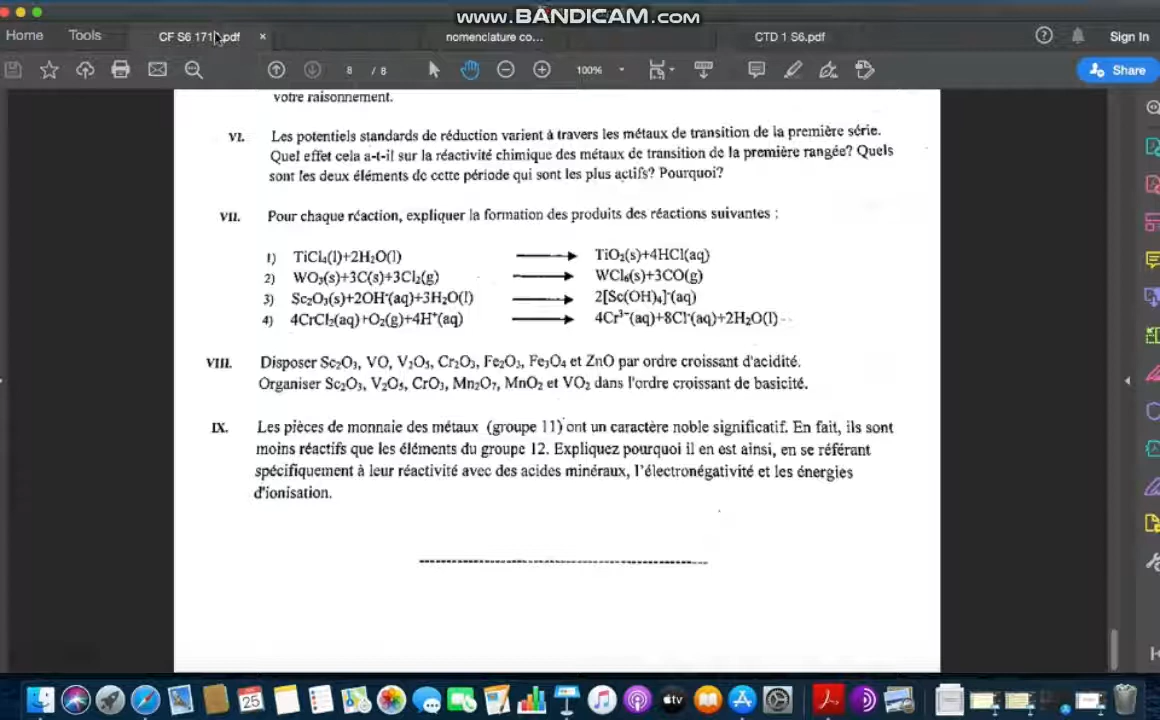 www.BANDICAM.com
Home Tools CF S6 171 .pdf × nomenclature co... CTD 1 S6.pdf Sign In
8 / 8 100% Share
votre raisonnement.
VI. Les potentiels standards de réduction varient à travers les métaux de transition de la première série.
Quel effet cela a-t-il sur la réactivité chimique des métaux de transition de la première rangée? Quels
sont les deux éléments de cette période qui sont les plus actifs? Pourquoi?
VII. Pour chaque réaction, expliquer la formation des produits des réactions suivantes :
1) TiCl₄(l)+2H₂O(l) → TiO₂(s)+4HCl(aq)
2) WO₃(s)+3C(s)+3Cl₂(g) → WCl₆(s)+3CO(g)
3) Sc₂O₃(s)+2OH⁻(aq)+3H₂O(l) → 2[Sc(OH)₄]⁻(aq)
4) 4CrCl₂(aq)+O₂(g)+4H⁺(aq) → 4Cr³⁺(aq)+8Cl⁻(aq)+2H₂O(l)
VIII. Disposer Sc₂O₃, VO, V₂O₅, Cr₂O₃, Fe₂O₃, Fe₃O₄ et ZnO par ordre croissant d'acidité.
Organiser Sc₂O₃, V₂O₅, CrO₃, Mn₂O₇, MnO₂ et VO₂ dans l'ordre croissant de basicité.
IX. Les pièces de monnaie des métaux (groupe 11) ont un caractère noble significatif. En fait, ils sont
moins réactifs que les éléments du groupe 12. Expliquez pourquoi il en est ainsi, en se référant
spécifiquement à leur réactivité avec des acides minéraux, l'électronégativité et les énergies
d'ionisation.
25 tv